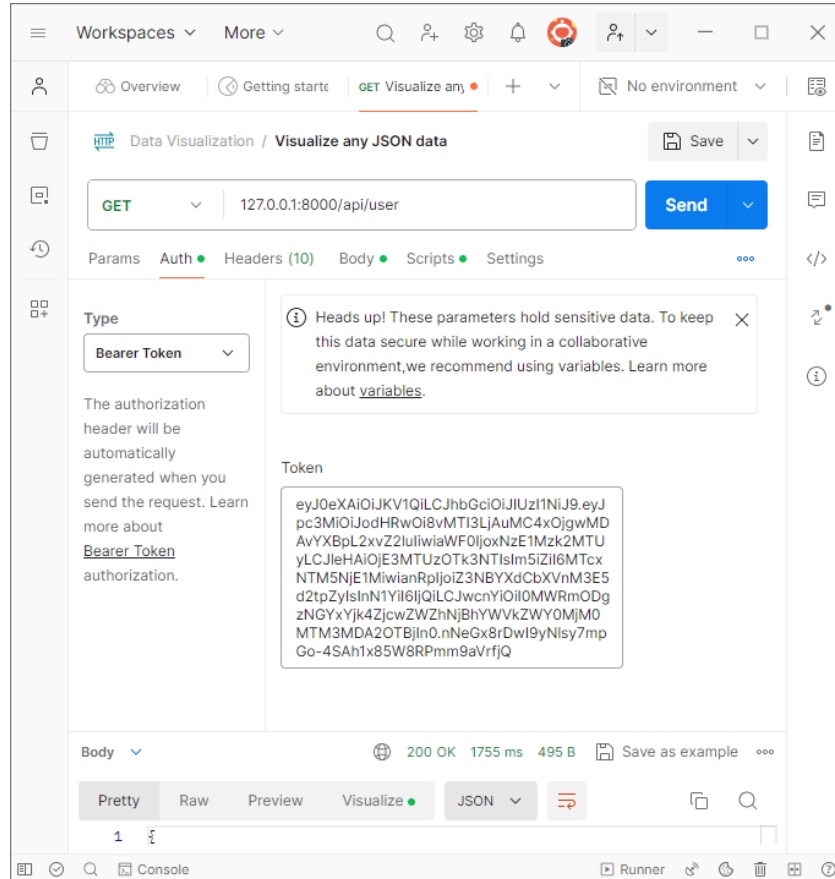 Workspaces More
Overview Getting starte GET Visualize any No environment
HTTP Data Visualization / Visualize any JSON data Save
GET 127.0.0.1:8000/api/user Send
Params Auth Headers (10) Body Scripts Settings
Type
Bearer Token
The authorization
header will be
automatically
generated when you
send the request. Learn
more about
Bearer Token
authorization.
Heads up! These parameters hold sensitive data. To keep
this data secure while working in a collaborative
environment,we recommend using variables. Learn more
about variables.
Token
eyJ0eXAiOiJKV1QiLCJhbGciOiJIUzI1NiJ9.eyJ
pc3MiOiJodHRwOi8vMTI3LjAuMC4xOjgwMD
AvYXBpL2xvZ2luIiwiaWF0IjoxNzE1Mzk2MTU
yLCJleHAiOjE3MTUzOTk3NTIsIm5iZiI6MTcx
NTM5NjE1MiwianRpIjoiZ3NBYXdCbXVnM3E5
d2tpZyIsInN1YiI6IjQiLCJwcnYiOiI0MWRmODg
zNGYxYjk4ZjcwZWZhNjBhYWVkZWY0MjM0
MTM3MDA2OTBjIn0.nNeGx8rDwI9yNlsy7mp
Go-4SAh1x85W8RPmm9aVrfjQ
Body 200 OK 1755 ms 495 B Save as example
Pretty Raw Preview Visualize JSON
1 {
Console Runner